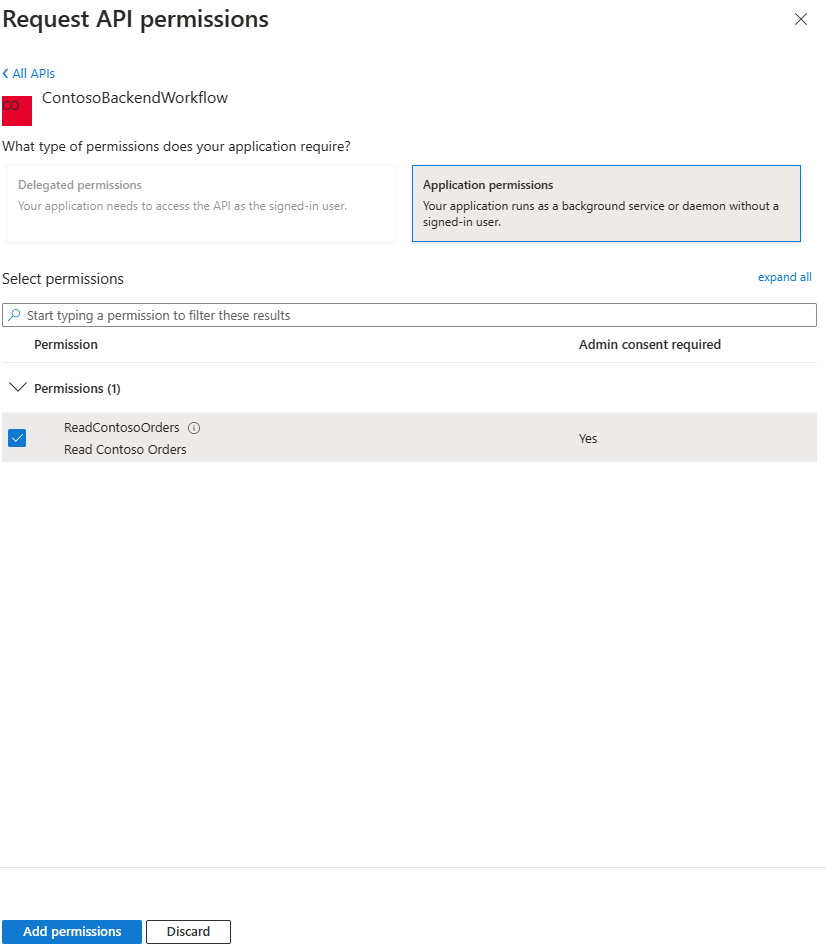 Request API permissions
All APIs
CO
ContosoBackendWorkflow
What type of permissions does your application require?
Delegated permissions
Your application needs to access the API as the signed-in user.
Application permissions
Your application runs as a background service or daemon without a
signed-in user.
Select permissions
expand all
Start typing a permission to filter these results
Permission
Admin consent required
Permissions (1)
ReadContosoOrders
Read Contoso Orders
Yes
Add permissions
Discard